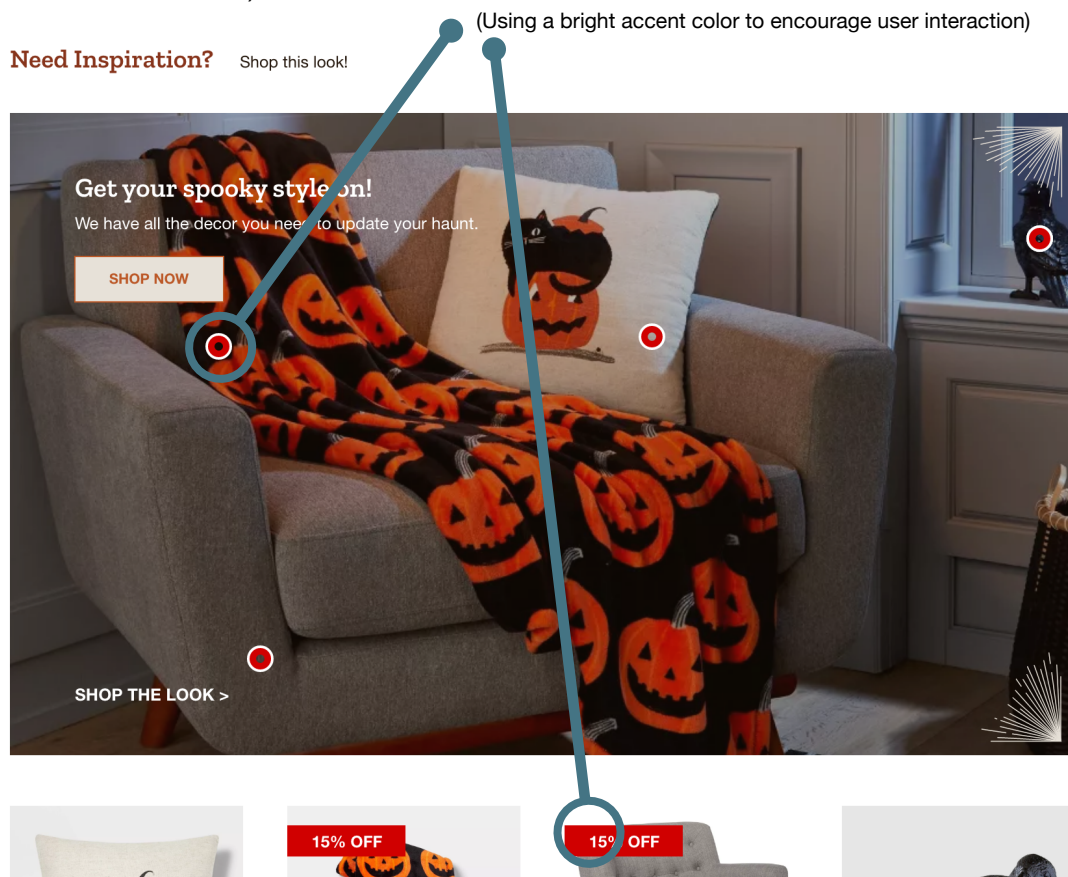 (Using a bright accent color to encourage user interaction)
Need Inspiration? Shop this look!
Get your spooky style on!
We have all the decor you need to update your haunt.
SHOP NOW
SHOP THE LOOK >
15% OFF
15% OFF